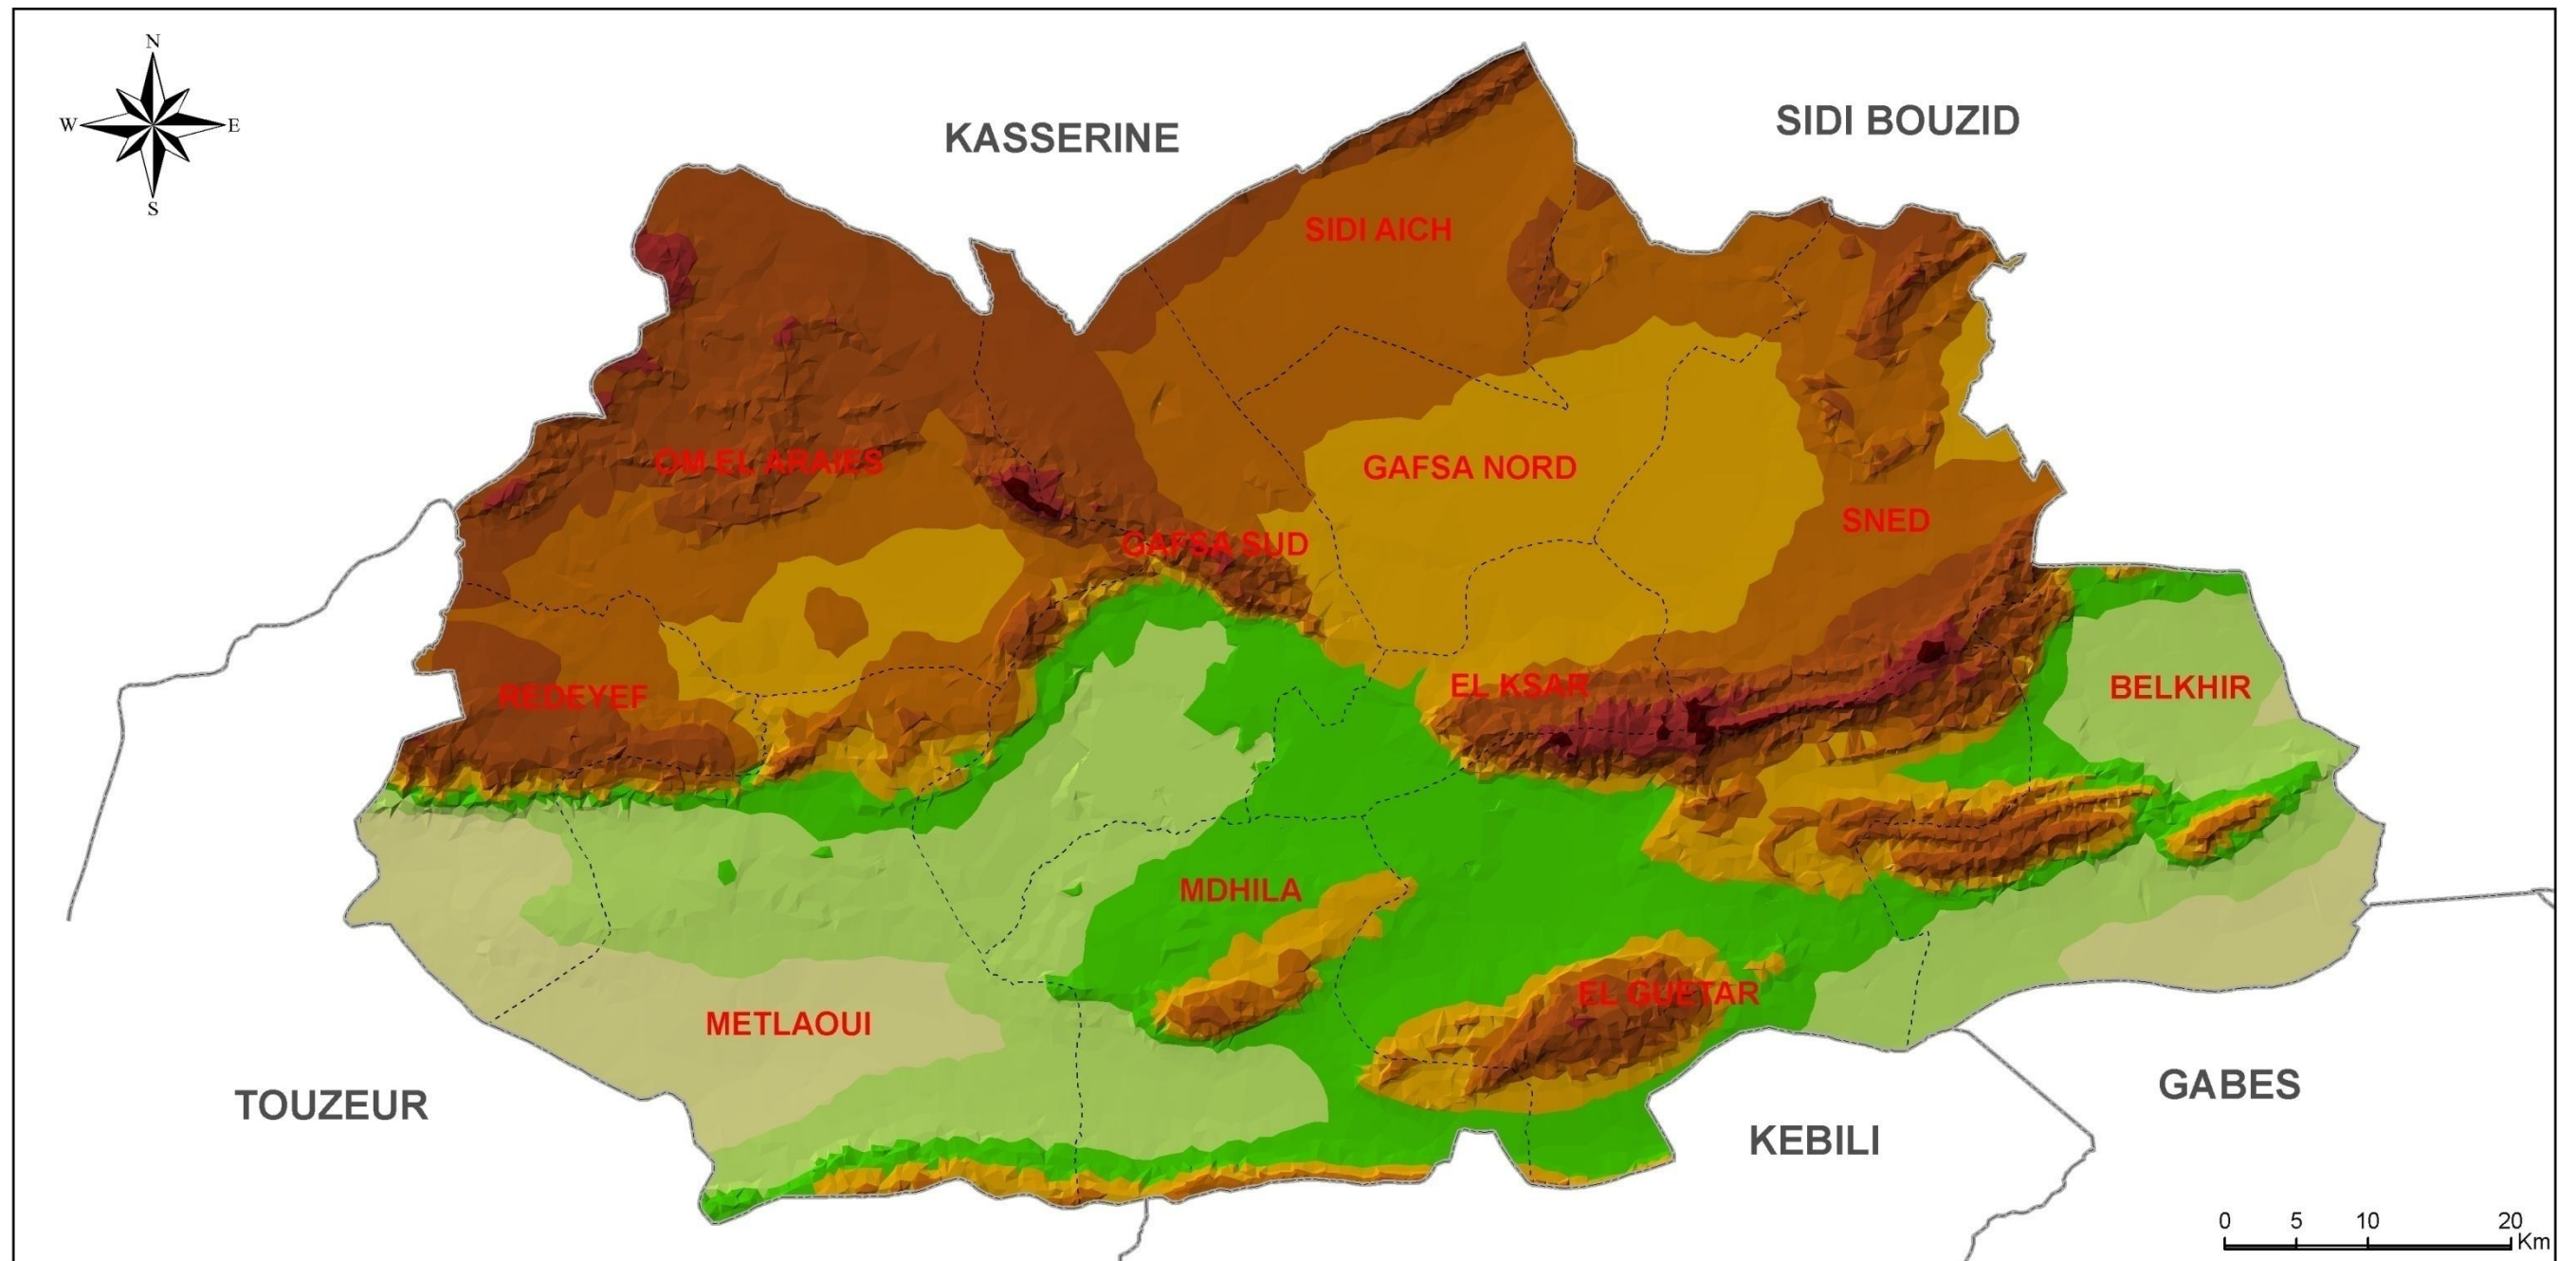 N
W E
S
KASSERINE
SIDI BOUZID
SIDI AICH
OM EL ARAIES
GAFSA NORD
SNED
GAFSA SUD
REDEYEF
EL KSAR
BELKHIR
MDHILA
EL GUETAR
METLAOUI
TOUZEUR
GABES
KEBILI
0 5 10 20
Km